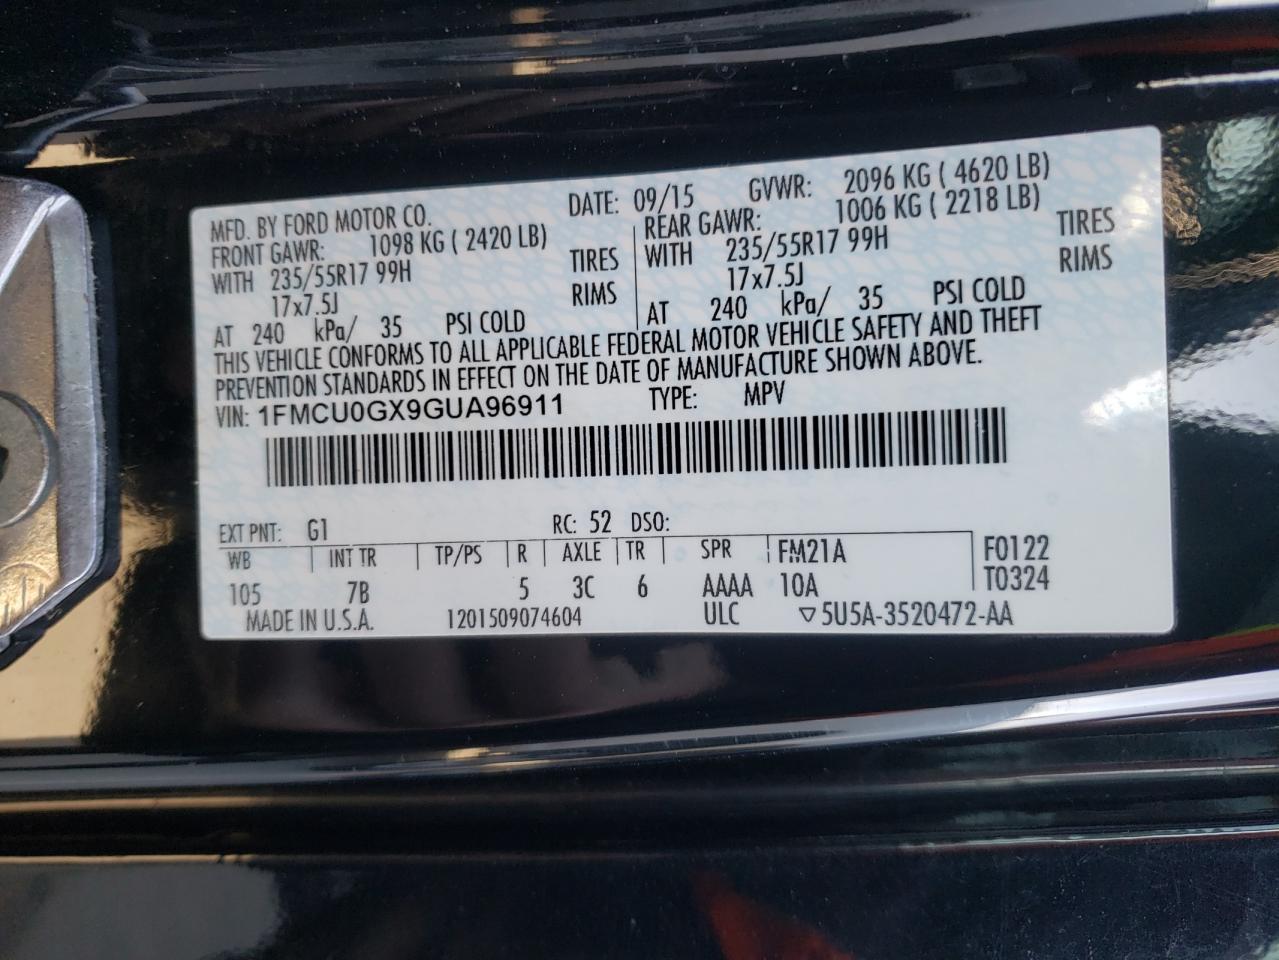 MFD. BY FORD MOTOR CO. DATE: 09/15 GVWR: 2096 KG ( 4620 LB)
FRONT GAWR: 1098 KG ( 2420 LB) REAR GAWR: 1006 KG ( 2218 LB)
WITH 235/55R17 99H TIRES WITH 235/55R17 99H TIRES
17x7.5J RIMS 17x7.5J RIMS
AT 240 kPa/ 35 PSI COLD AT 240 kPa/ 35 PSI COLD
THIS VEHICLE CONFORMS TO ALL APPLICABLE FEDERAL MOTOR VEHICLE SAFETY AND THEFT
PREVENTION STANDARDS IN EFFECT ON THE DATE OF MANUFACTURE SHOWN ABOVE.
VIN: 1FMCU0GX9GUA96911 TYPE: MPV
EXT PNT: G1 RC: 52 DSO:
WB INT TR TP/PS R AXLE TR SPR FM21A F0122
105 7B 5 3C 6 AAAA 10A T0324
MADE IN U.S.A. 1201509074604 ULC ▽5U5A-3520472-AA